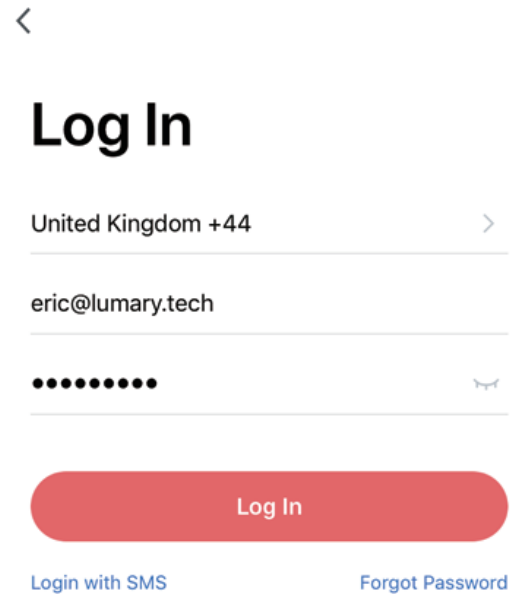 Log In
United Kingdom +44
eric@lumary.tech
•••••••••
Log In
Login with SMS Forgot Password